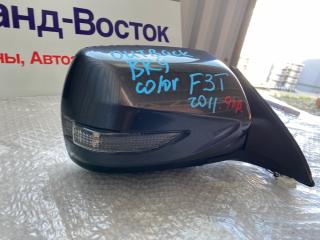 анд-Восток
ны, Авто
OUTBACK
BR9
color F3T
2011